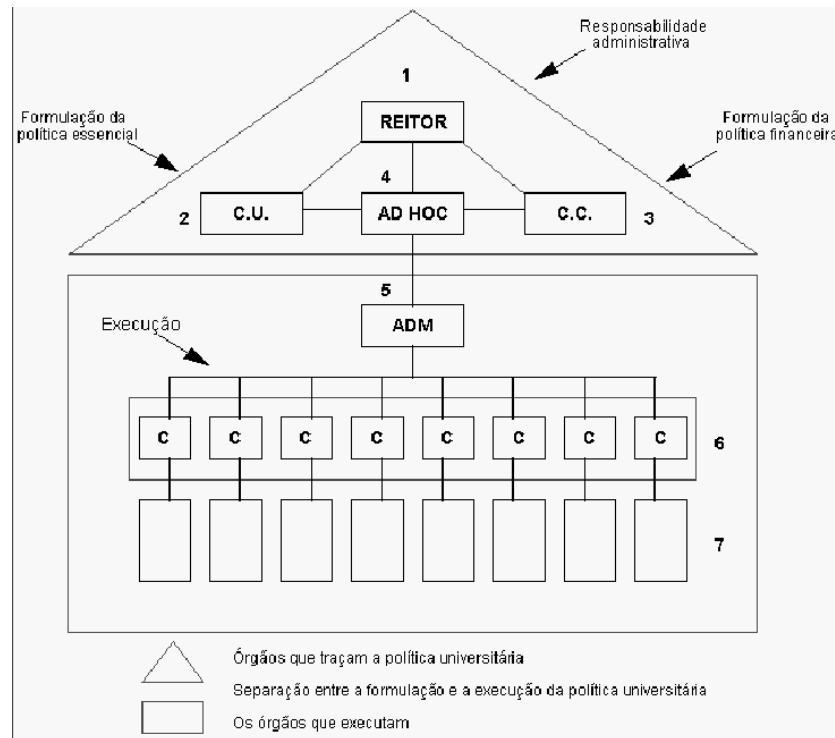 Responsabilidade
administrativa
1
Formulação da
política essencial
REITOR
Formulação da
política financeira
4
2
C.U.
AD HOC
C.C.
3
5
ADM
Execução
C C C C C C C C
6
7
Órgãos que traçam a política universitária
Separação entre a formulação e a execução da política universitária
Os órgãos que executam